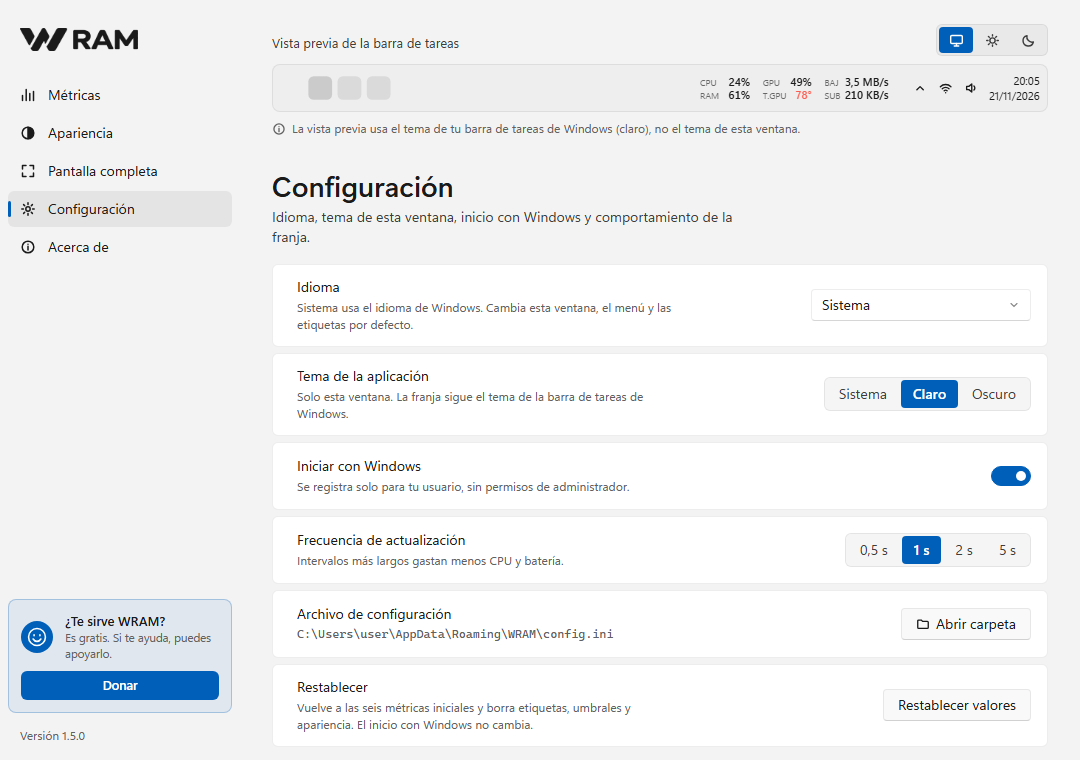 WRAM
Métricas
Apariencia
Pantalla completa
Configuración
Acerca de
¿Te sirve WRAM?
Es gratis. Si te ayuda, puedes
apoyarlo.
Donar
Versión 1.5.0
Vista previa de la barra de tareas
CPU 24% GPU 49% BAJ 3,5 MB/s
RAM 61% T.GPU 78° SUB 210 KB/s
20:05
21/11/2026
La vista previa usa el tema de tu barra de tareas de Windows (claro), no el tema de esta ventana.
Configuración
Idioma, tema de esta ventana, inicio con Windows y comportamiento de la
franja.
Idioma
Sistema usa el idioma de Windows. Cambia esta ventana, el menú y las
etiquetas por defecto.
Sistema
Tema de la aplicación
Solo esta ventana. La franja sigue el tema de la barra de tareas de
Windows.
Sistema Claro Oscuro
Iniciar con Windows
Se registra solo para tu usuario, sin permisos de administrador.
Frecuencia de actualización
Intervalos más largos gastan menos CPU y batería.
0,5 s 1 s 2 s 5 s
Archivo de configuración
C:\Users\user\AppData\Roaming\WRAM\config.ini
Abrir carpeta
Restablecer
Vuelve a las seis métricas iniciales y borra etiquetas, umbrales y
apariencia. El inicio con Windows no cambia.
Restablecer valores